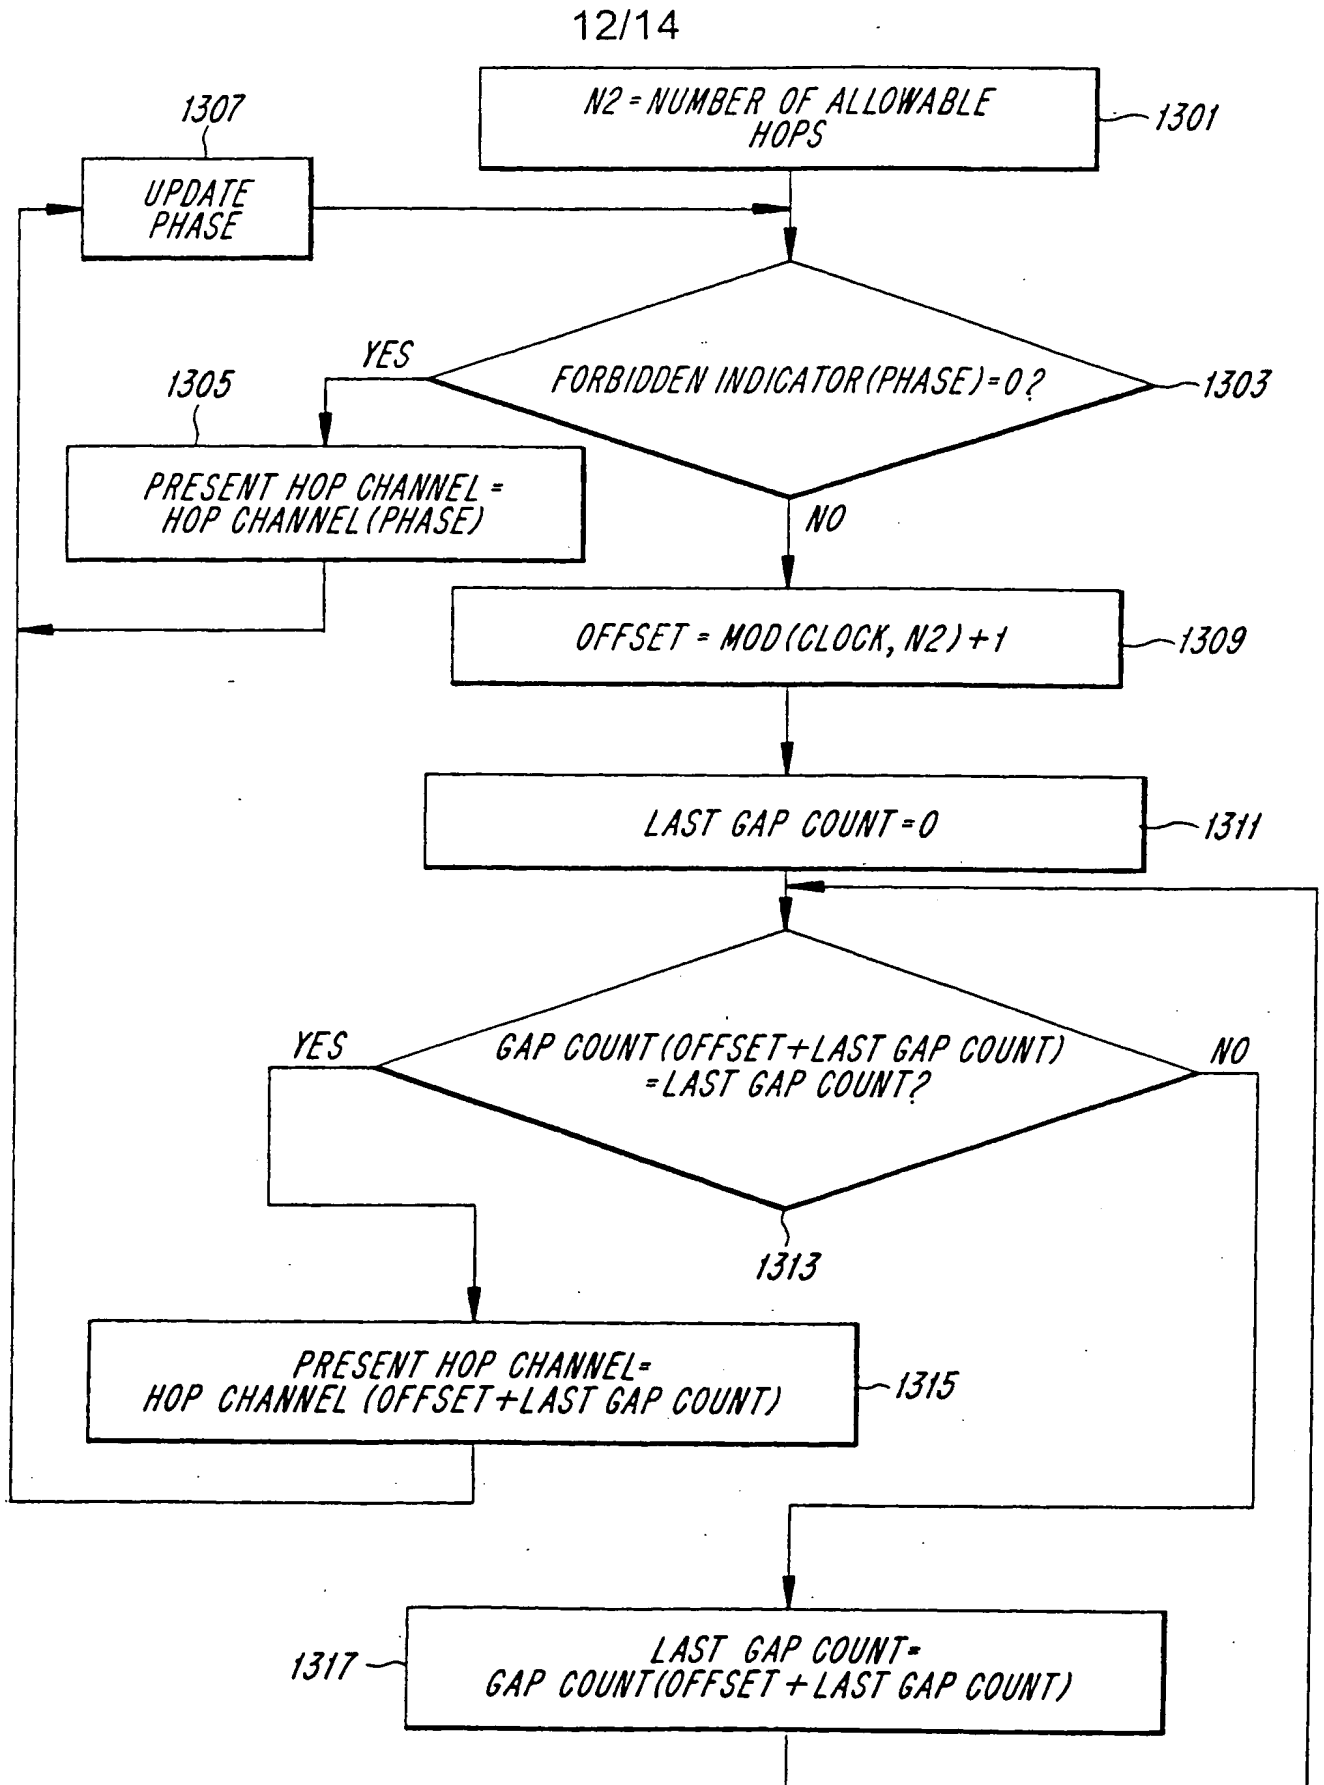 12/14
1307
N2=NUMBER OF ALLOWABLE
HOPS
1301
UPDATE
PHASE
YES
1305
FORBIDDEN INDICATOR(PHASE)=0?
1303
PRESENT HOP CHANNEL=
HOP CHANNEL(PHASE)
NO
OFFSET=MOD(CLOCK, N2)+1
1309
LAST GAP COUNT=0
1311
YES
GAP COUNT(OFFSET+LAST GAP COUNT)
=LAST GAP COUNT?
NO
1313
PRESENT HOP CHANNEL=
HOP CHANNEL (OFFSET+LAST GAP COUNT)
1315
1317
LAST GAP COUNT=
GAP COUNT(OFFSET+LAST GAP COUNT)